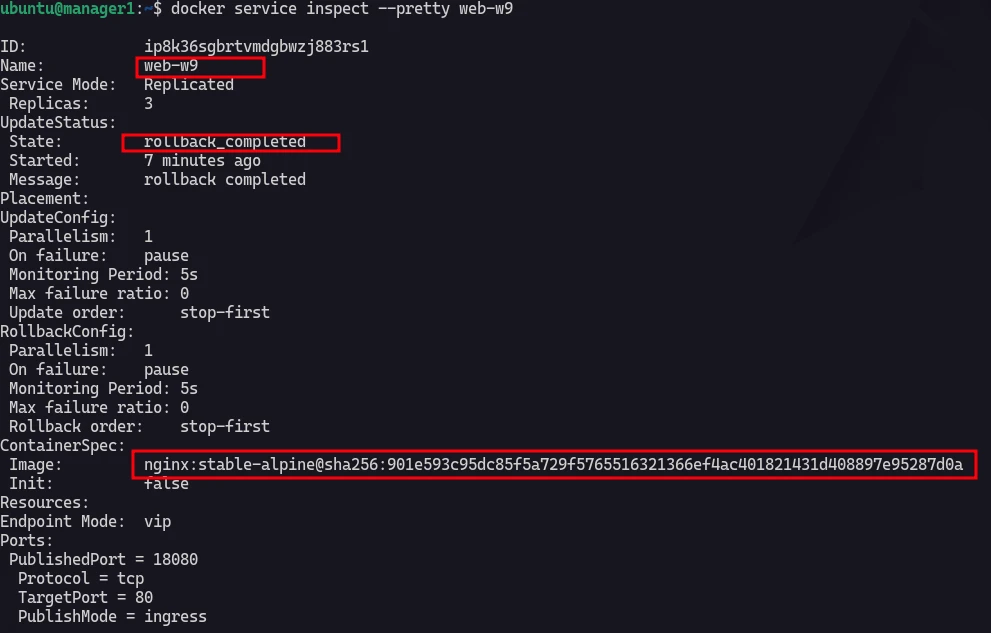 ubuntu@manager1:~$ docker service inspect --pretty web-w9
ID: ip8k36sgbrtvmdgbwzj883rs1
Name: web-w9
Service Mode: Replicated
Replicas: 3
UpdateStatus:
State: rollback_completed
Started: 7 minutes ago
Message: rollback completed
Placement:
UpdateConfig:
Parallelism: 1
On failure: pause
Monitoring Period: 5s
Max failure ratio: 0
Update order: stop-first
RollbackConfig:
Parallelism: 1
On failure: pause
Monitoring Period: 5s
Max failure ratio: 0
Rollback order: stop-first
ContainerSpec:
Image: nginx:stable-alpine@sha256:901e593c95dc85f5a729f5765516321366ef4ac401821431d408897e95287d0a
Init: false
Resources:
Endpoint Mode: vip
Ports:
PublishedPort = 18080
Protocol = tcp
TargetPort = 80
PublishMode = ingress